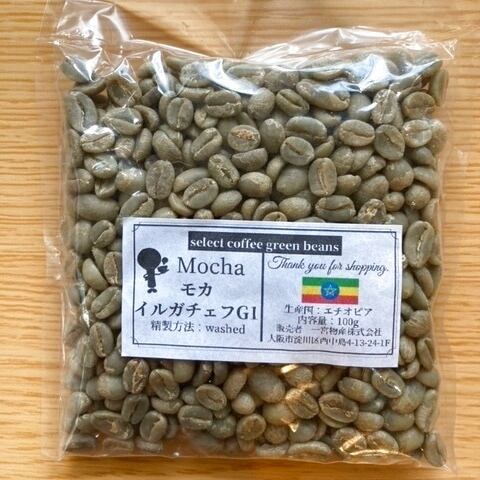 select coffee green beans
Mocha
モカ
イルガチェフG1
精製方法：washed
Thank you for shopping.
生産国：エチオピア
内容量：100g
販売者 一宮物産株式会社
大阪市淀川区西中島4-13-24-1F